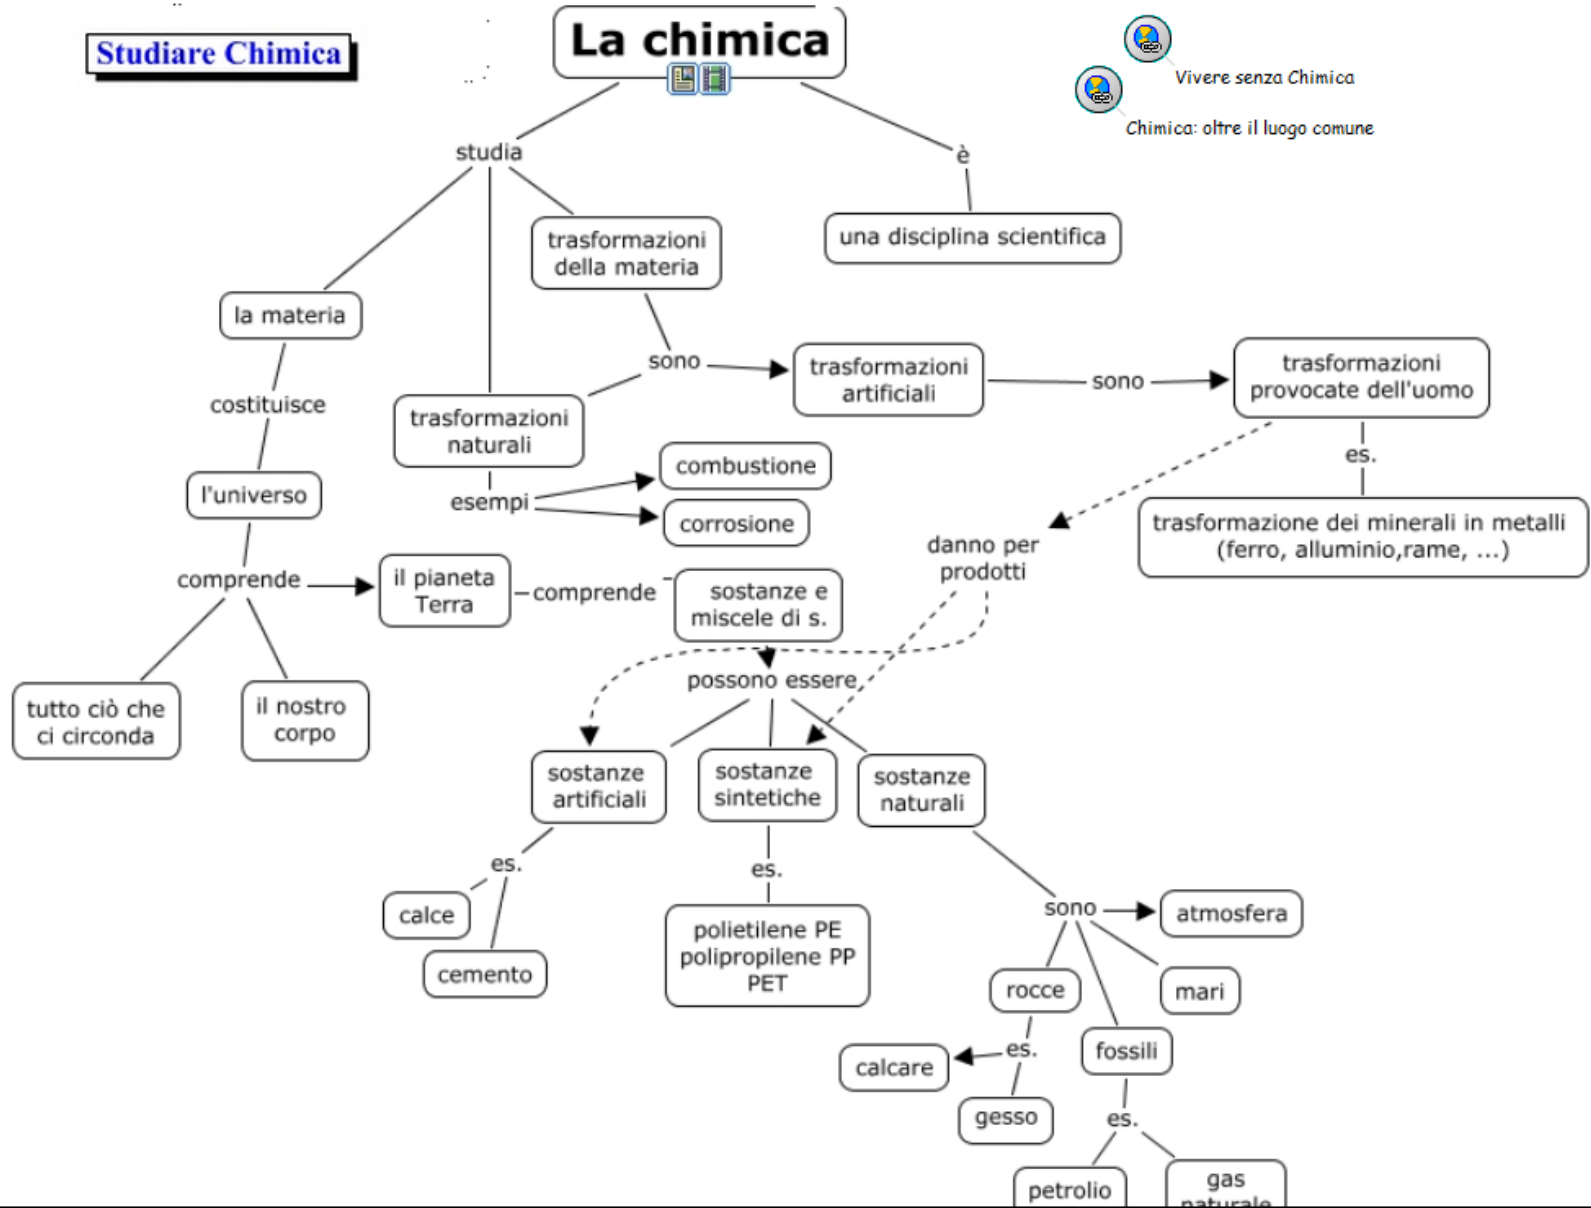 Studiare Chimica
La chimica
Vivere senza Chimica
Chimica: oltre il luogo comune
studia
è
trasformazioni
della materia
una disciplina scientifica
la materia
sono
trasformazioni
artificiali
sono
trasformazioni
provocate dell'uomo
costituisce
trasformazioni
naturali
es.
combustione
esempi
corrosione
l'universo
trasformazione dei minerali in metalli
(ferro, alluminio,rame, ...)
danno per
prodotti
comprende
il pianeta
Terra
comprende
sostanze e
miscele di s.
possono essere
tutto ciò che
ci circonda
il nostro
corpo
sostanze
artificiali
sostanze
sintetiche
sostanze
naturali
es.
es.
calce
cemento
polietilene PE
polipropilene PP
PET
sono
atmosfera
rocce
mari
es.
fossili
calcare
gesso
es.
petrolio
gas
naturale